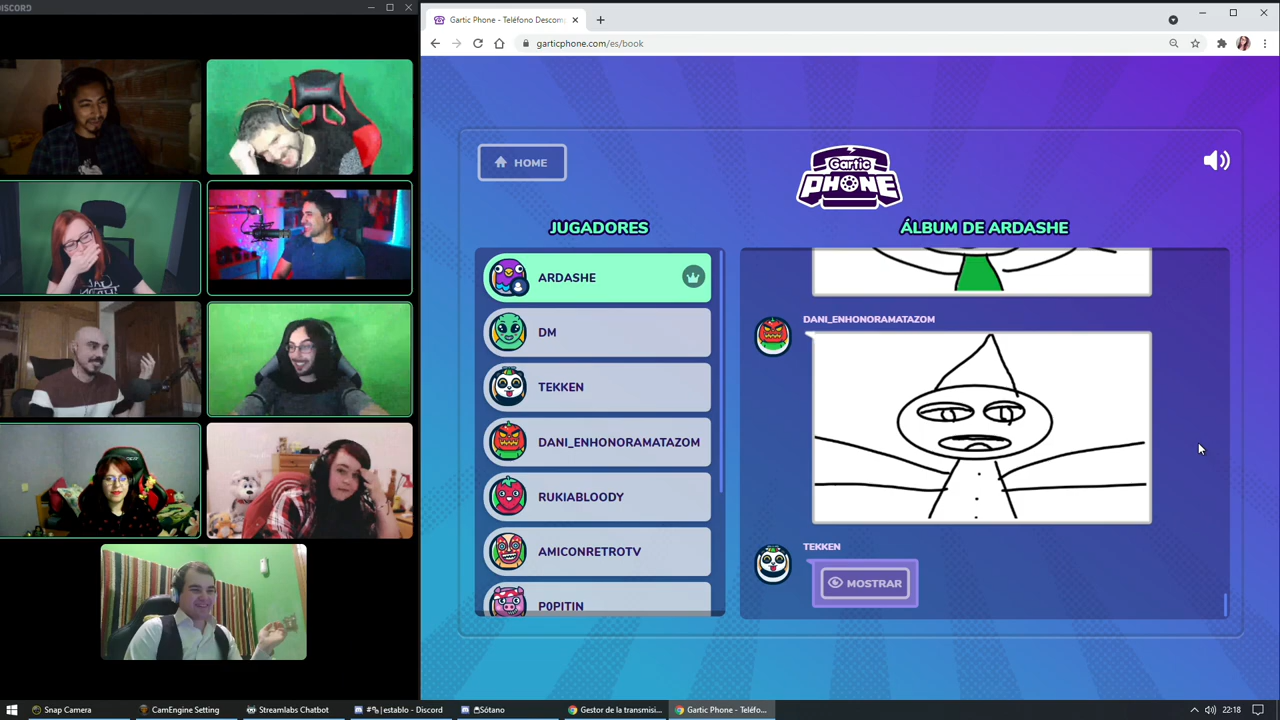 DISCORD
Gartic Phone - Teléfono Descom
garticphone.com/es/book
HOME
Gartic
PHONE
JUGADORES
ÁLBUM DE ARDASHE
ARDASHE
DM
TEKKEN
DANI_ENHONORAMATAZOM
RUKIABLOODY
AMICONRETROTV
P0PITIN
DANI_ENHONORAMATAZOM
TEKKEN
MOSTRAR
Snap Camera
CamEngine Setting
Streamlabs Chatbot
Sótano
Gestor de la transmisi...
Gartic Phone - Teléfo...
22:18